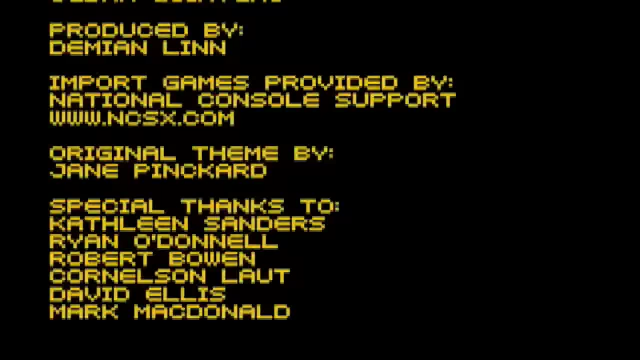 PRODUCED BY:
DEMIAN LINN
IMPORT GAMES PROVIDED BY:
NATIONAL CONSOLE SUPPORT
WWW.NCSX.COM
ORIGINAL THEME BY:
JANE PINCKARD
SPECIAL THANKS TO:
KATHLEEN SANDERS
RYAN O'DONNELL
ROBERT BOWEN
CORNELSON LAUT
DAVID ELLIS
MARK MACDONALD